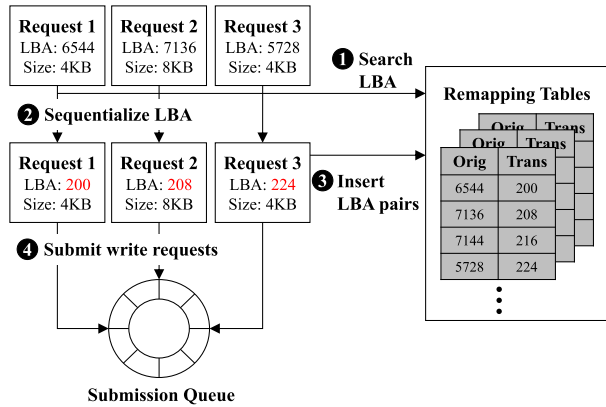 Request 1
LBA: 6544
Size: 4KB
Request 2
LBA: 7136
Size: 8KB
Request 3
LBA: 5728
Size: 4KB
1 Search
LBA
2 Sequentialize LBA
Request 1
LBA: 200
Size: 4KB
Request 2
LBA: 208
Size: 8KB
Request 3
LBA: 224
Size: 4KB
3 Insert
LBA pairs
4 Submit write requests
Submission Queue
Remapping Tables
Orig Trans
Orig Trans
Orig Trans
6544 200
7136 208
7144 216
5728 224